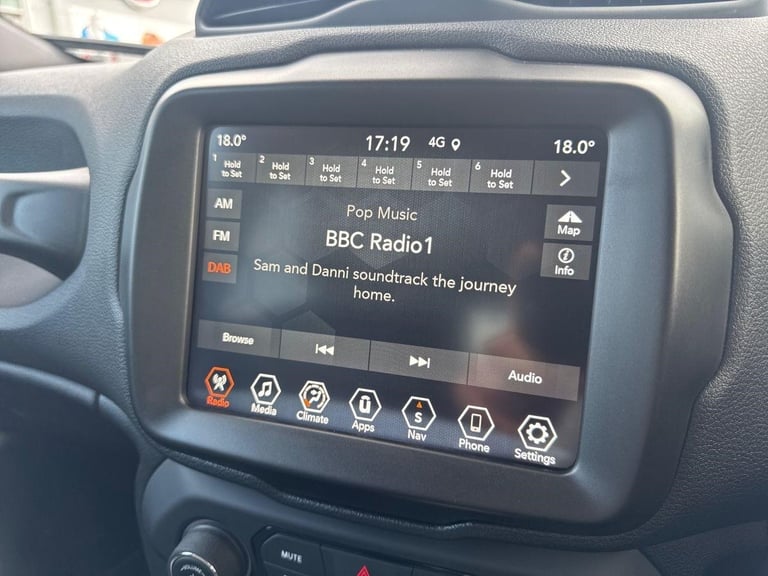 18.0° 17:19 4G 18.0°
1 Hold to Set 2 Hold to Set 3 Hold to Set 4 Hold to Set 5 Hold to Set 6 Hold to Set
AM
Pop Music
Map
FM
BBC Radio1
Info
DAB
Sam and Danni soundtrack the journey
home.
Browse Audio
Radio Media Climate Apps Nav Phone Settings
S
MUTE